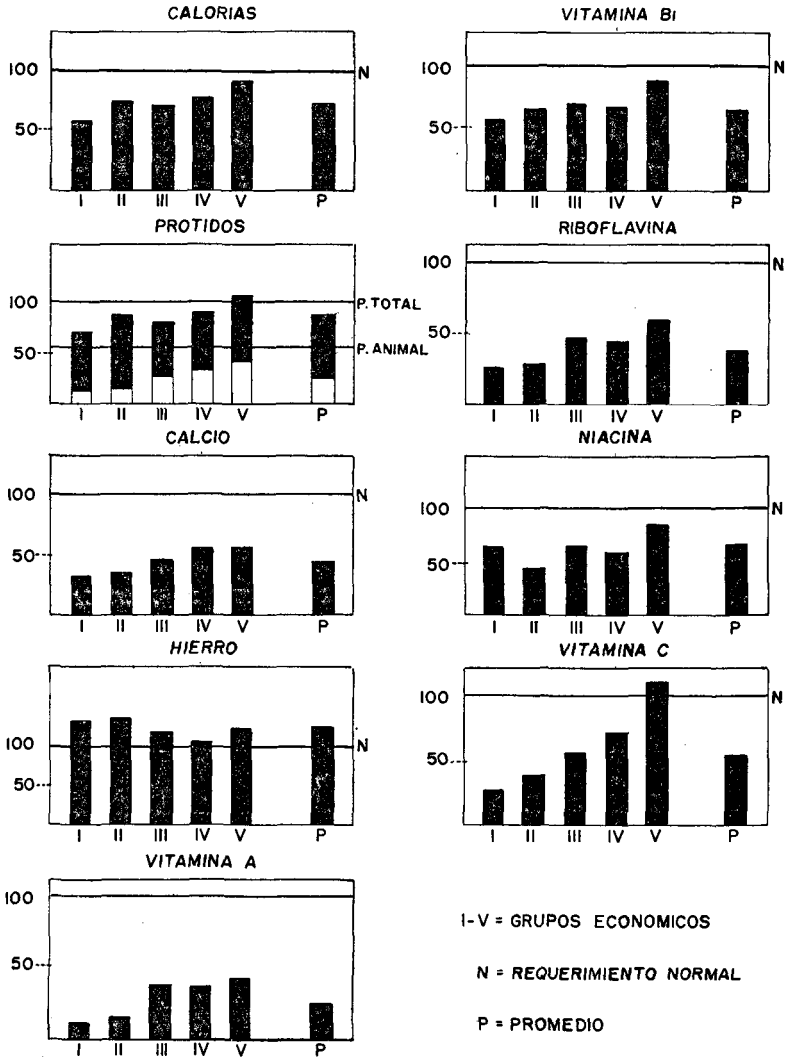 CALORIAS
100
N
50
I II III IV V P
PROTIDOS
100
P. TOTAL
50
P. ANIMAL
I II III IV V P
CALCIO
100
N
50
I II III IV V P
HIERRO
100
N
50
I II III IV V P
VITAMINA A
100
50
I II III IV V P
VITAMINA B1
100
N
50
I II III IV V P
RIBOFLAVINA
100
N
50
I II III IV V P
NIACINA
100
N
50
I II III IV V P
VITAMINA C
100
N
50
I II III IV V P
I-V = GRUPOS ECONOMICOS
N = REQUERIMIENTO NORMAL
P = PROMEDIO